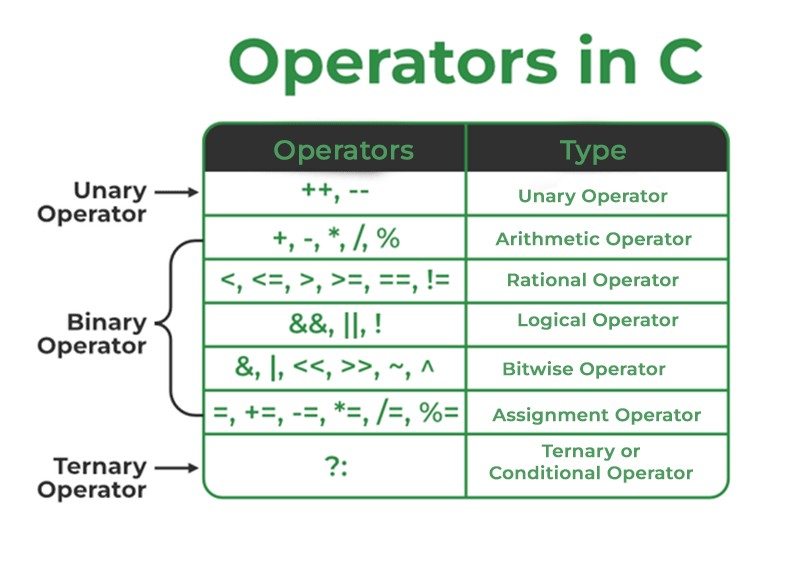 Operators in C
Operators Type
Unary
Operator
++, -- Unary Operator
+, -, *, /, % Arithmetic Operator
<, <=, >, >=, ==, != Rational Operator
Binary
Operator
&&, ||, ! Logical Operator
&, |, <<, >>, ~, ^ Bitwise Operator
=, +=, -=, *=, /=, %= Assignment Operator
Ternary
Operator
?: Ternary or
Conditional Operator